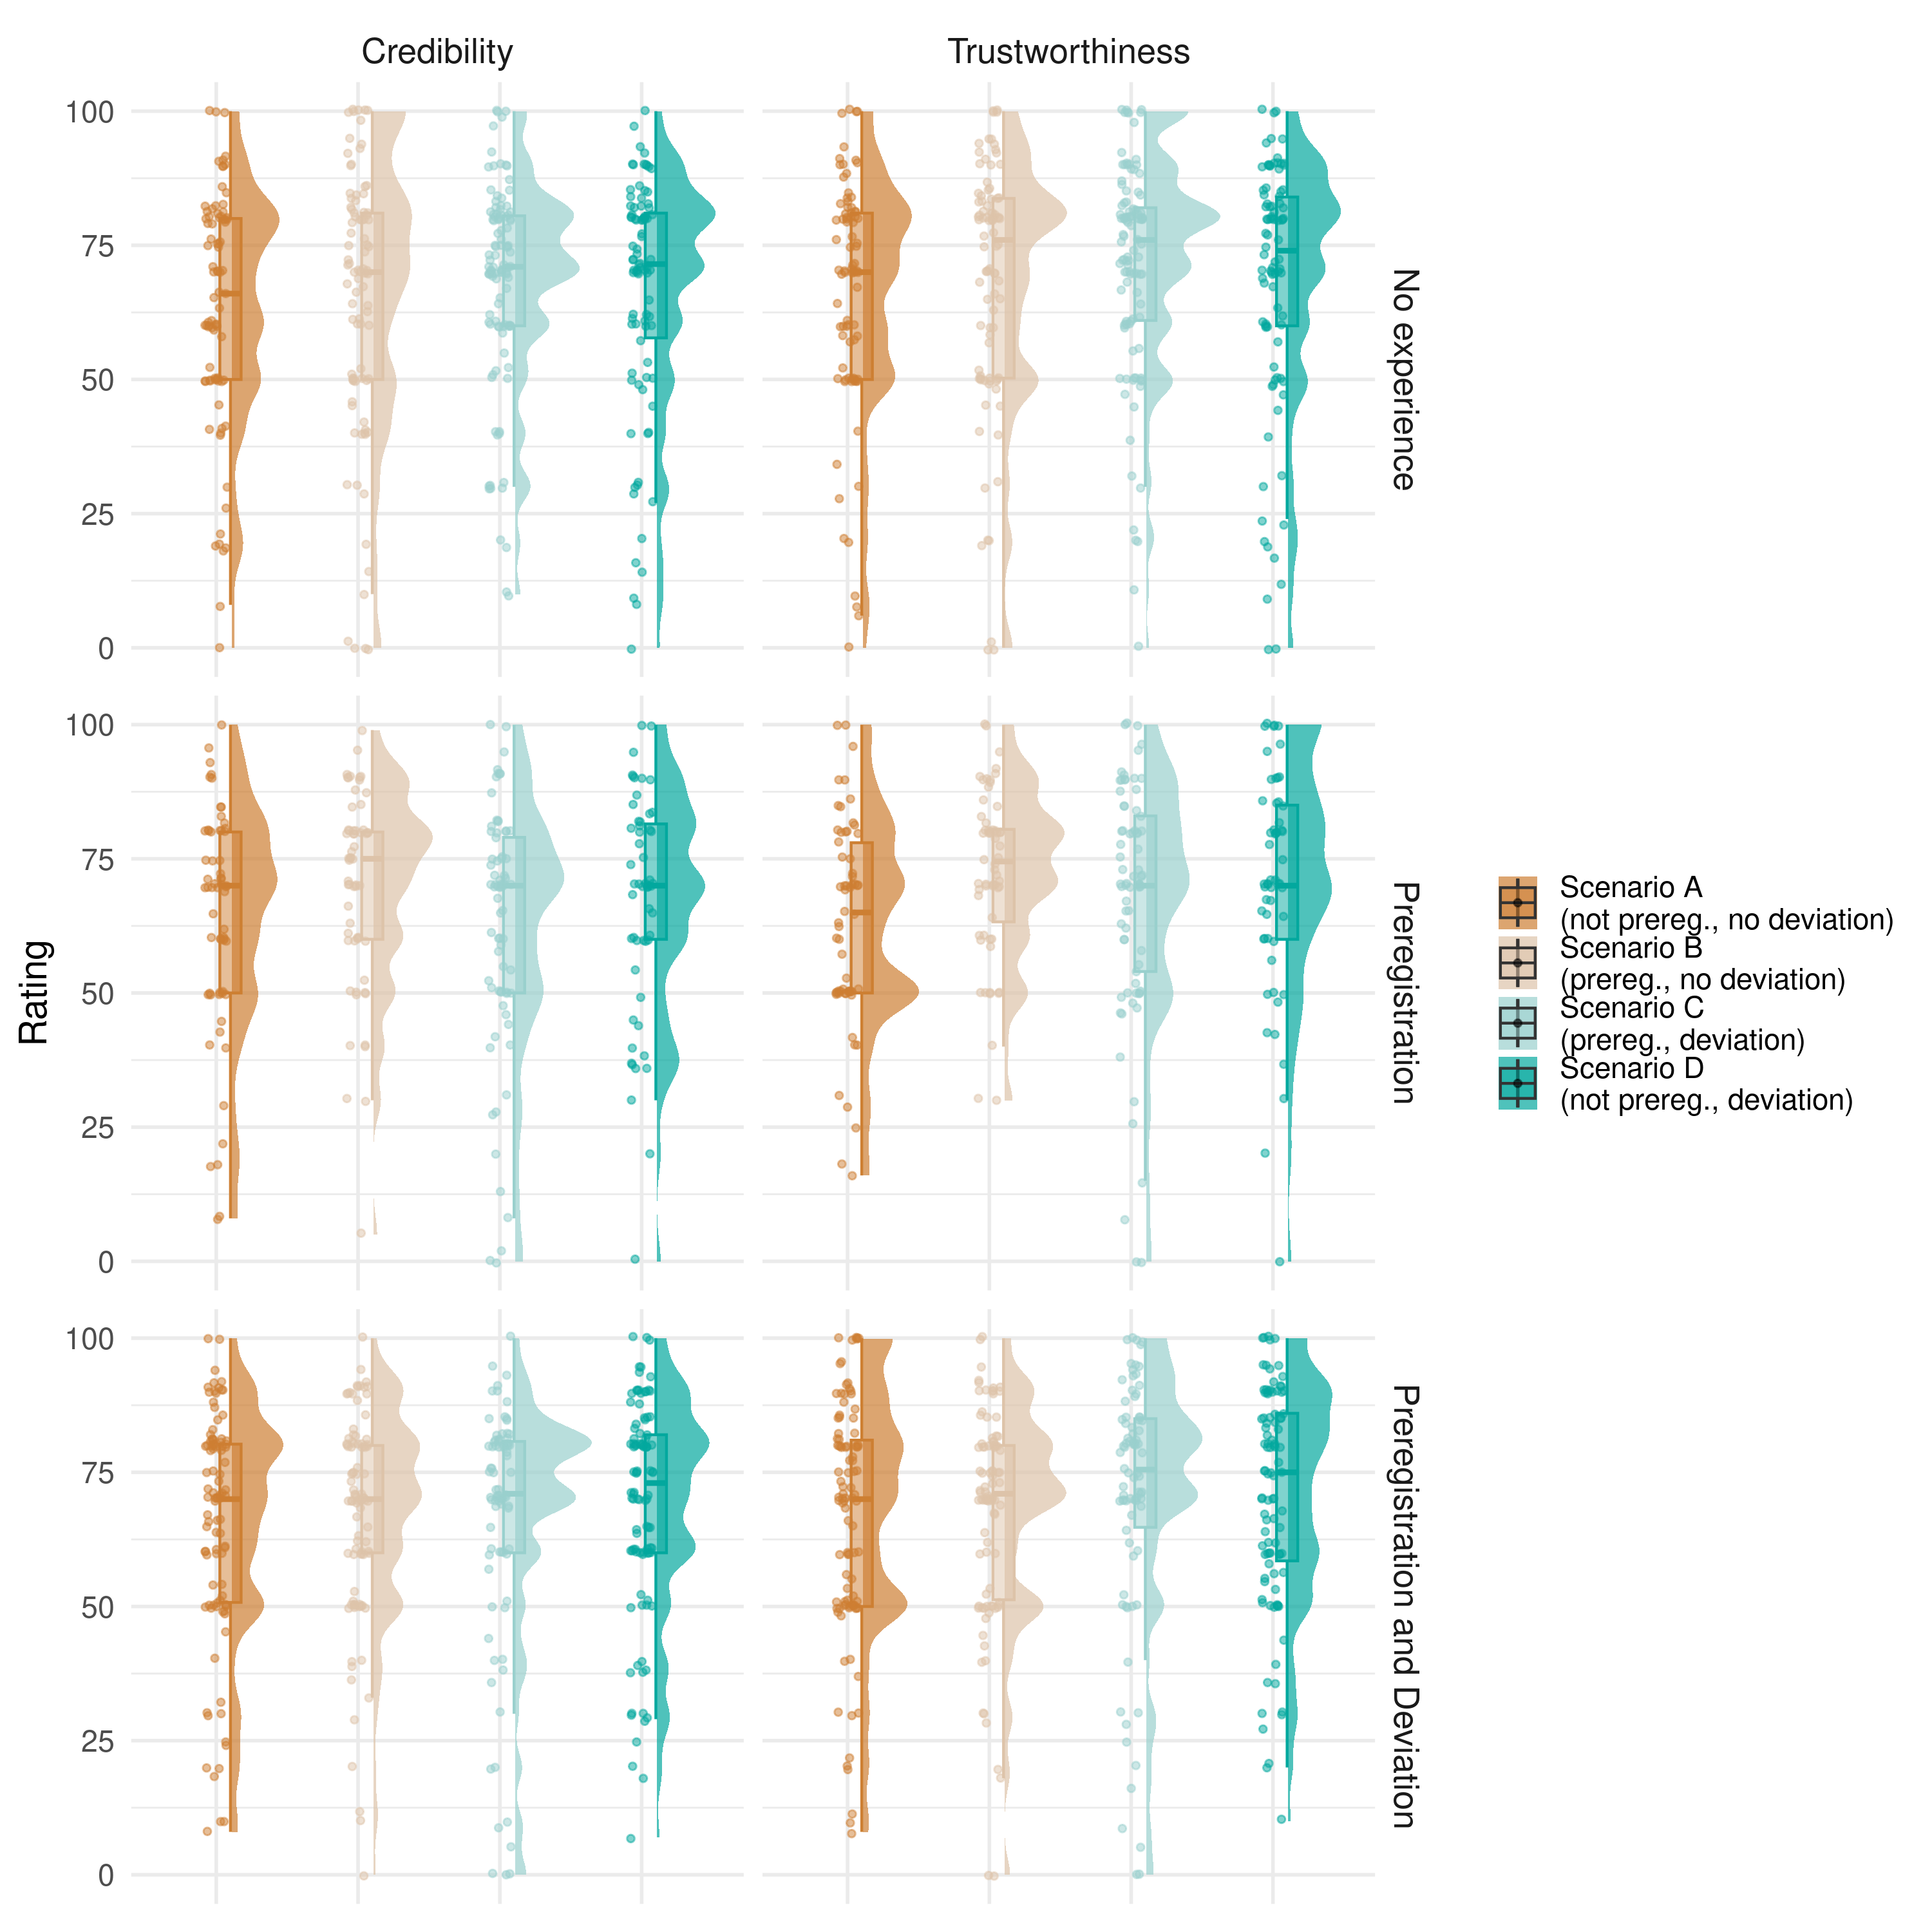 Credibility
Trustworthiness
100
75
50
25
0
No experience
100
75
50
25
0
Preregistration
100
75
50
25
0
Preregistration and Deviation
Rating
Scenario A
(not prereg., no deviation)
Scenario B
(prereg., no deviation)
Scenario C
(prereg., deviation)
Scenario D
(not prereg., deviation)